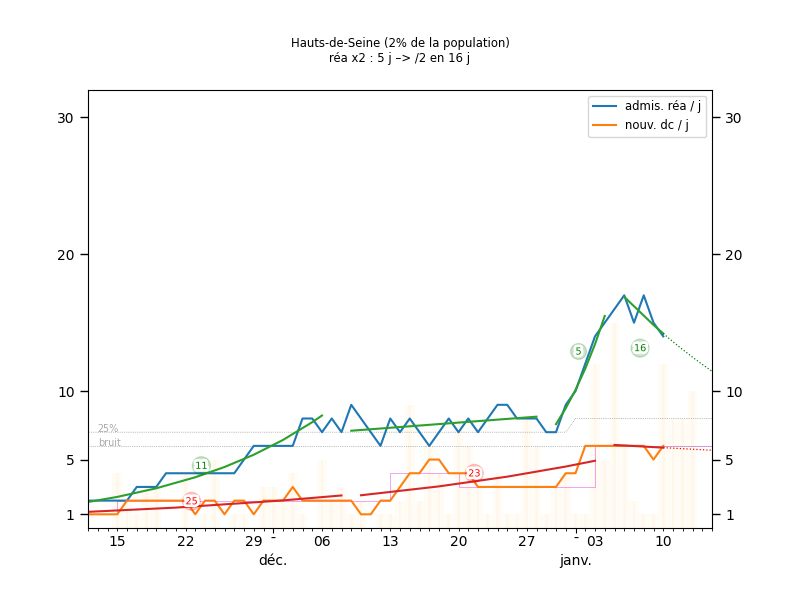 Hauts-de-Seine (2% de la population)
réa x2 : 5 j –> /2 en 16 j
admis. réa / j
nouv. dc / j
30 30
20 20
10 10
5 5
1 1
25%
bruit
11
25
23
5
16
15 22 29 - 06 13 20 27 - 03 10
déc. janv.